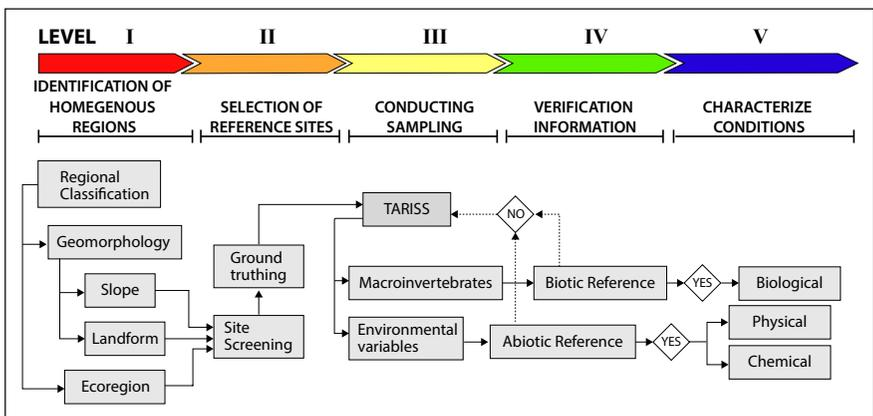 LEVEL I II III IV V
IDENTIFICATION OF
HOMEGENOUS
REGIONS
SELECTION OF
REFERENCE SITES
CONDUCTING
SAMPLING
VERIFICATION
INFORMATION
CHARACTERIZE
CONDITIONS
Regional
Classification
Geomorphology
Slope
Landform
Ecoregion
Ground
truthing
Site
Screening
TARISS
NO
Macroinvertebrates
Biotic Reference
YES
Biological
Environmental
variables
Abiotic Reference
YES
Physical
Chemical